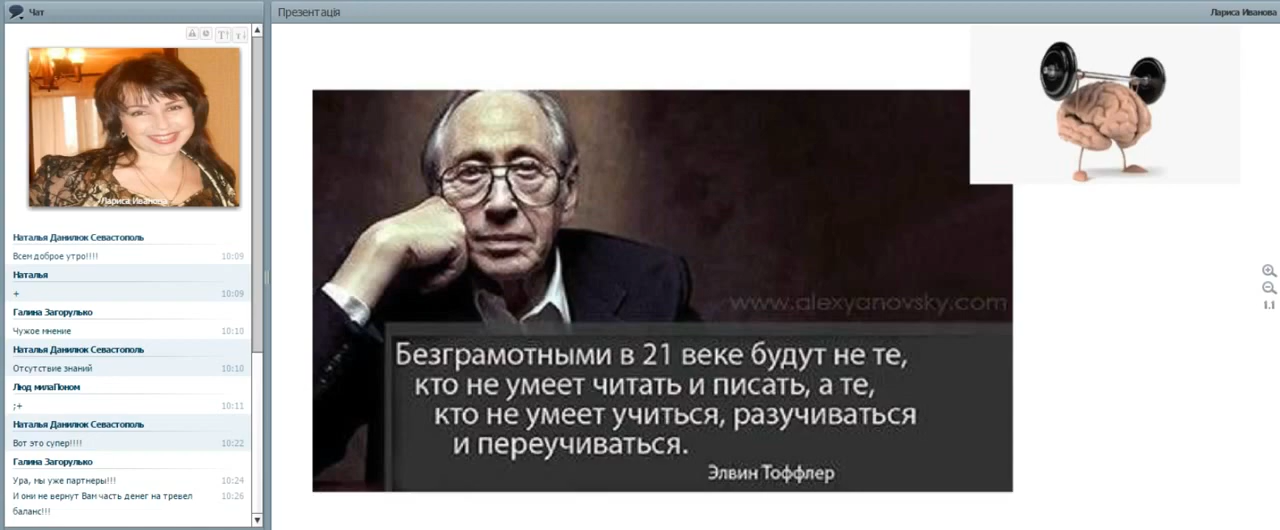 Чат
Презентація
Лариса Иванова
Лариса Иванова
Наталья Данилюк Севастополь
Всем доброе утро!!!! 10:09
Наталья
+ 10:09
Галина Загорулько
Чужое мнение 10:10
Наталья Данилюк Севастополь
Отсутствие знаний 10:10
Люд милаПоном
;+ 10:11
Наталья Данилюк Севастополь
Вот это супер!!!! 10:22
Галина Загорулько
Ура, мы уже партнеры!!! 10:24
И они не вернут Вам часть денег на тревел 10:26
баланс!!!
www.alexyanovsky.com
Безграмотными в 21 веке будут не те,
кто не умеет читать и писать, а те,
кто не умеет учиться, разучиваться
и переучиваться.
Элвин Тоффлер
1.1